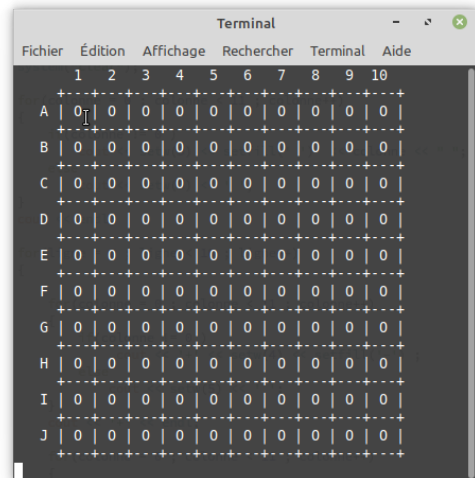 Terminal
Fichier Édition Affichage Rechercher Terminal Aide
1 2 3 4 5 6 7 8 9 10
+---+---+---+---+---+---+---+---+---+---+
A | 0 | 0 | 0 | 0 | 0 | 0 | 0 | 0 | 0 | 0 |
+---+---+---+---+---+---+---+---+---+---+
B | 0 | 0 | 0 | 0 | 0 | 0 | 0 | 0 | 0 | 0 |
+---+---+---+---+---+---+---+---+---+---+
C | 0 | 0 | 0 | 0 | 0 | 0 | 0 | 0 | 0 | 0 |
+---+---+---+---+---+---+---+---+---+---+
D | 0 | 0 | 0 | 0 | 0 | 0 | 0 | 0 | 0 | 0 |
+---+---+---+---+---+---+---+---+---+---+
E | 0 | 0 | 0 | 0 | 0 | 0 | 0 | 0 | 0 | 0 |
+---+---+---+---+---+---+---+---+---+---+
F | 0 | 0 | 0 | 0 | 0 | 0 | 0 | 0 | 0 | 0 |
+---+---+---+---+---+---+---+---+---+---+
G | 0 | 0 | 0 | 0 | 0 | 0 | 0 | 0 | 0 | 0 |
+---+---+---+---+---+---+---+---+---+---+
H | 0 | 0 | 0 | 0 | 0 | 0 | 0 | 0 | 0 | 0 |
+---+---+---+---+---+---+---+---+---+---+
I | 0 | 0 | 0 | 0 | 0 | 0 | 0 | 0 | 0 | 0 |
+---+---+---+---+---+---+---+---+---+---+
J | 0 | 0 | 0 | 0 | 0 | 0 | 0 | 0 | 0 | 0 |
+---+---+---+---+---+---+---+---+---+---+